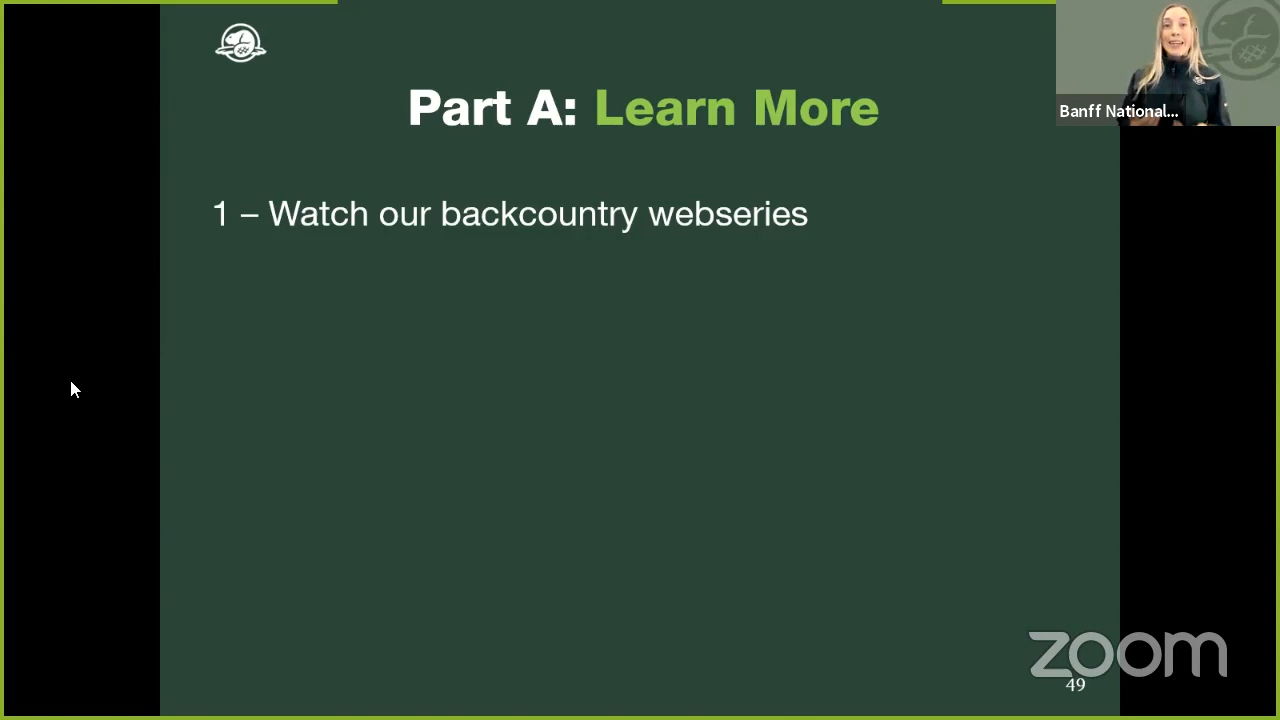 Part A: Learn More
Banff National...
1 – Watch our backcountry webseries
zoom
49